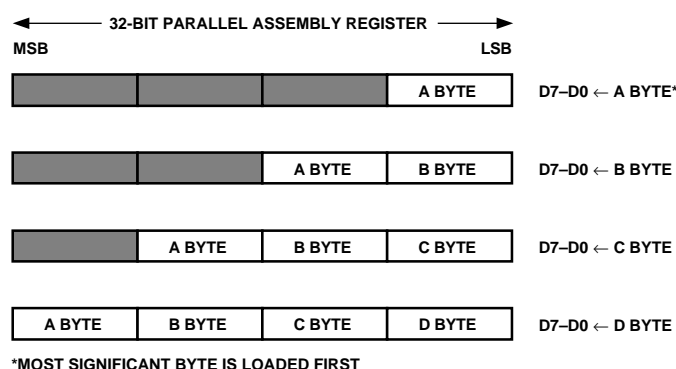 32-BIT PARALLEL ASSEMBLY REGISTER
MSB LSB
A BYTE D7–D0 ← A BYTE*
A BYTE B BYTE D7–D0 ← B BYTE
A BYTE B BYTE C BYTE D7–D0 ← C BYTE
A BYTE B BYTE C BYTE D BYTE D7–D0 ← D BYTE
*MOST SIGNIFICANT BYTE IS LOADED FIRST